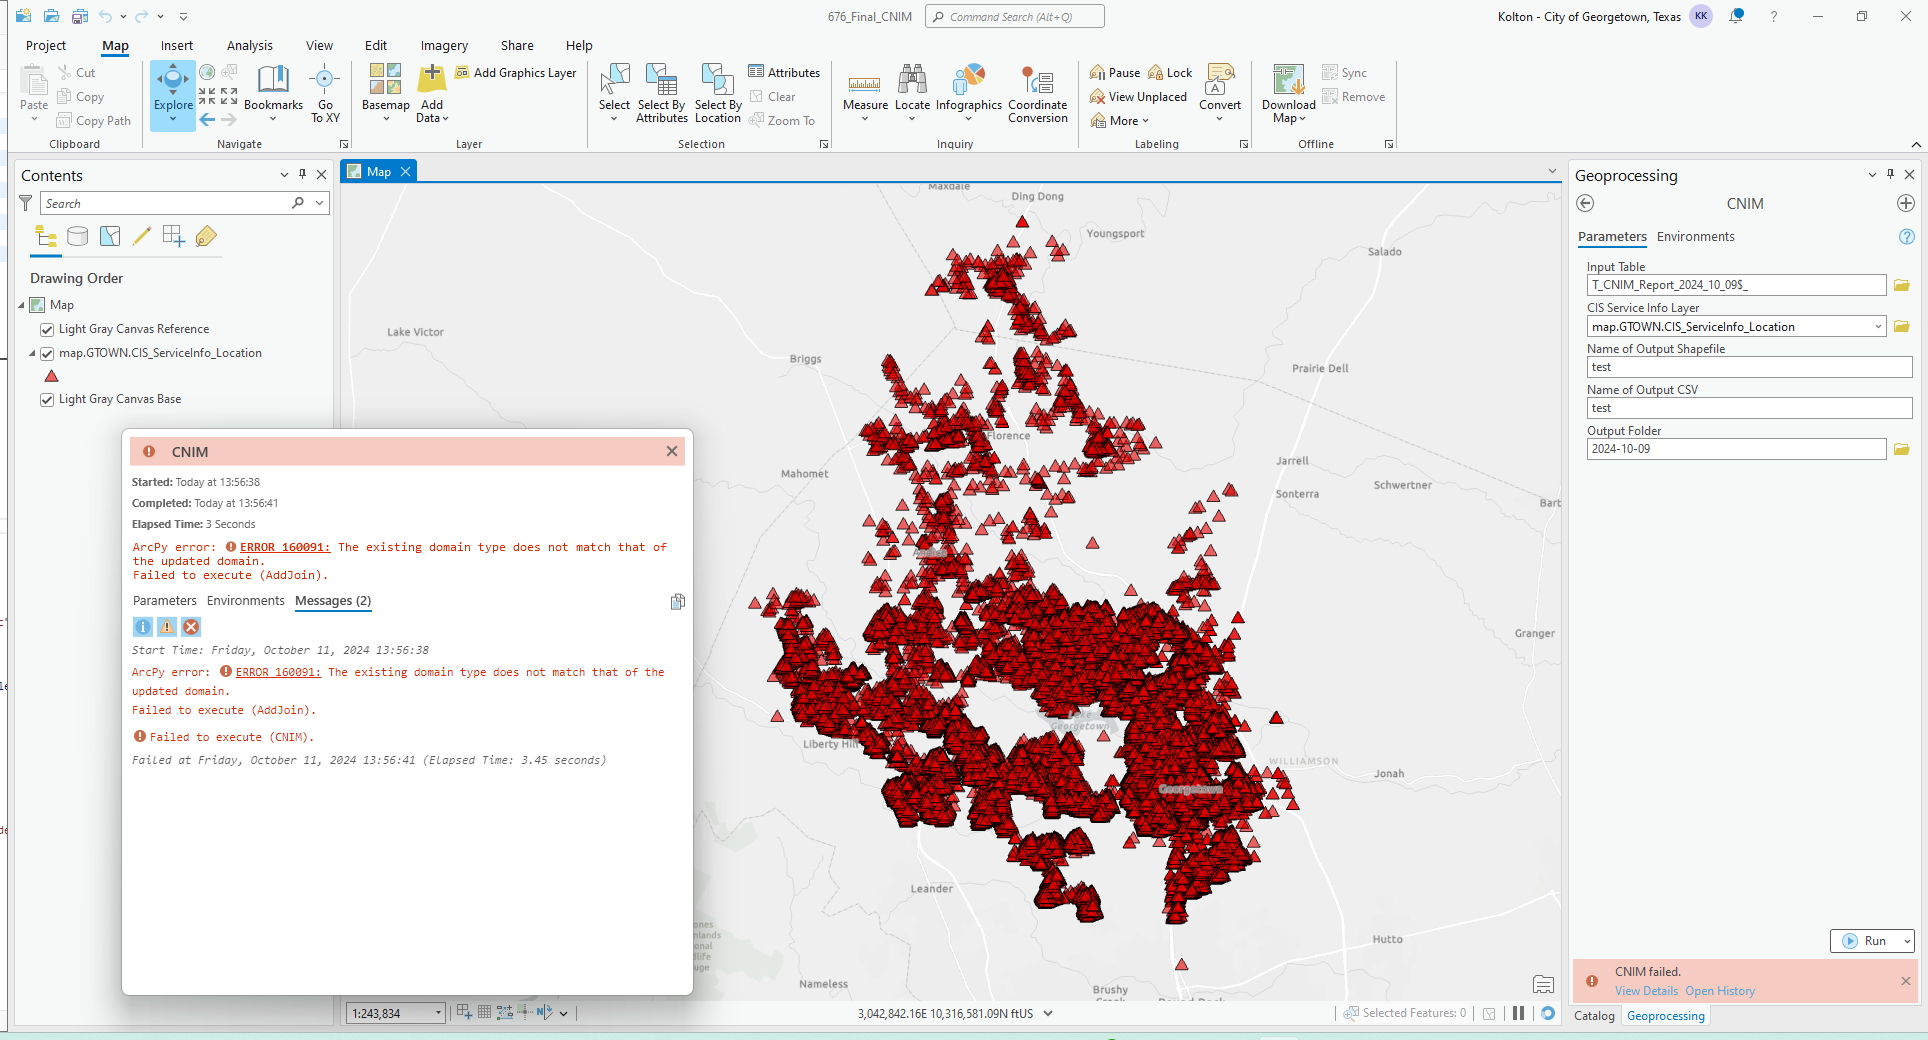 676_Final_CNIM
Command Search (Alt+Q)
Kolton - City of Georgetown, Texas
KK
?
Project
Map
Insert
Analysis
View
Edit
Imagery
Share
Help
Paste
Cut
Copy
Copy Path
Clipboard
Explore
Bookmarks
Go
To XY
Navigate
Basemap
Add
Data
Add Graphics Layer
Layer
Select
Select By
Attributes
Select By
Location
Attributes
Clear
Zoom To
Selection
Measure
Locate
Infographics
Coordinate
Conversion
Inquiry
Pause
Lock
View Unplaced
More
Convert
Labeling
Download
Map
Sync
Remove
Offline
Contents
Search
Drawing Order
Map
Light Gray Canvas Reference
map.GTOWN.CIS_ServiceInfo_Location
Light Gray Canvas Base
CNIM
Started: Today at 13:56:38
Completed: Today at 13:56:41
Elapsed Time: 3 Seconds
ArcPy error: ERROR 160091: The existing domain type does not match that of
the updated domain.
Failed to execute (AddJoin).
Parameters
Environments
Messages (2)
Start Time: Friday, October 11, 2024 13:56:38
ArcPy error: ERROR 160091: The existing domain type does not match that of the
updated domain.
Failed to execute (AddJoin).
Failed to execute (CNIM).
Failed at Friday, October 11, 2024 13:56:41 (Elapsed Time: 3.45 seconds)
Map
Maxdale
Ding Dong
Youngsport
Salado
Lake Victor
Briggs
Prairie Dell
Florence
Mahomet
Jarrell
Schwertner
Sonterra
Bart
Granger
Lake
Georgetown
Liberty Hill
WILLIAMSON
Jonah
Georgetown
Leander
Hutto
Nameless
Brushy
1:243,834
3,042,842.16E 10,316,581.09N ftUS
Selected Features: 0
Geoprocessing
CNIM
Parameters
Environments
?
Input Table
T_CNIM_Report_2024_10_09$_
CIS Service Info Layer
map.GTOWN.CIS_ServiceInfo_Location
Name of Output Shapefile
test
Name of Output CSV
test
Output Folder
2024-10-09
Run
CNIM failed.
View Details
Open History
Catalog
Geoprocessing